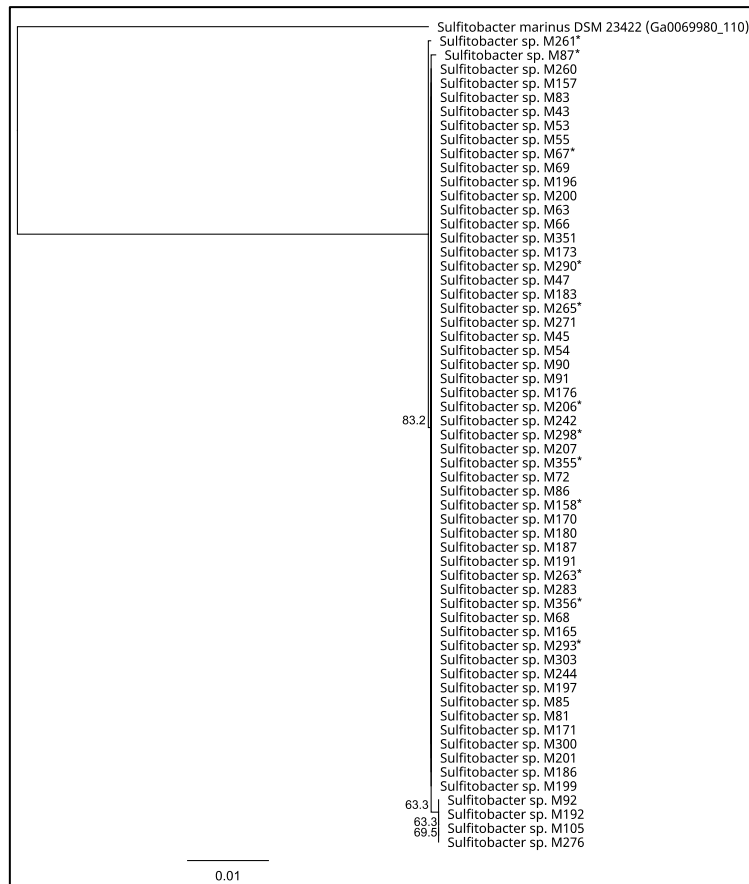 Sulfitobacter marinus DSM 23422 (Ga0069980_110)
Sulfitobacter sp. M261*
Sulfitobacter sp. M87*
Sulfitobacter sp. M260
Sulfitobacter sp. M157
Sulfitobacter sp. M83
Sulfitobacter sp. M43
Sulfitobacter sp. M53
Sulfitobacter sp. M55
Sulfitobacter sp. M67*
Sulfitobacter sp. M69
Sulfitobacter sp. M196
Sulfitobacter sp. M200
Sulfitobacter sp. M63
Sulfitobacter sp. M66
Sulfitobacter sp. M351
Sulfitobacter sp. M173
Sulfitobacter sp. M290*
Sulfitobacter sp. M47
Sulfitobacter sp. M183
Sulfitobacter sp. M265*
Sulfitobacter sp. M271
Sulfitobacter sp. M45
Sulfitobacter sp. M54
Sulfitobacter sp. M90
Sulfitobacter sp. M91
Sulfitobacter sp. M176
Sulfitobacter sp. M206*
83.2 Sulfitobacter sp. M242
Sulfitobacter sp. M298*
Sulfitobacter sp. M207
Sulfitobacter sp. M355*
Sulfitobacter sp. M72
Sulfitobacter sp. M86
Sulfitobacter sp. M158*
Sulfitobacter sp. M170
Sulfitobacter sp. M180
Sulfitobacter sp. M187
Sulfitobacter sp. M191
Sulfitobacter sp. M263*
Sulfitobacter sp. M283
Sulfitobacter sp. M356*
Sulfitobacter sp. M68
Sulfitobacter sp. M165
Sulfitobacter sp. M293*
Sulfitobacter sp. M303
Sulfitobacter sp. M244
Sulfitobacter sp. M197
Sulfitobacter sp. M85
Sulfitobacter sp. M81
Sulfitobacter sp. M171
Sulfitobacter sp. M300
Sulfitobacter sp. M201
Sulfitobacter sp. M186
Sulfitobacter sp. M199
63.3 Sulfitobacter sp. M92
Sulfitobacter sp. M192
63.3
69.5 Sulfitobacter sp. M105
Sulfitobacter sp. M276
0.01